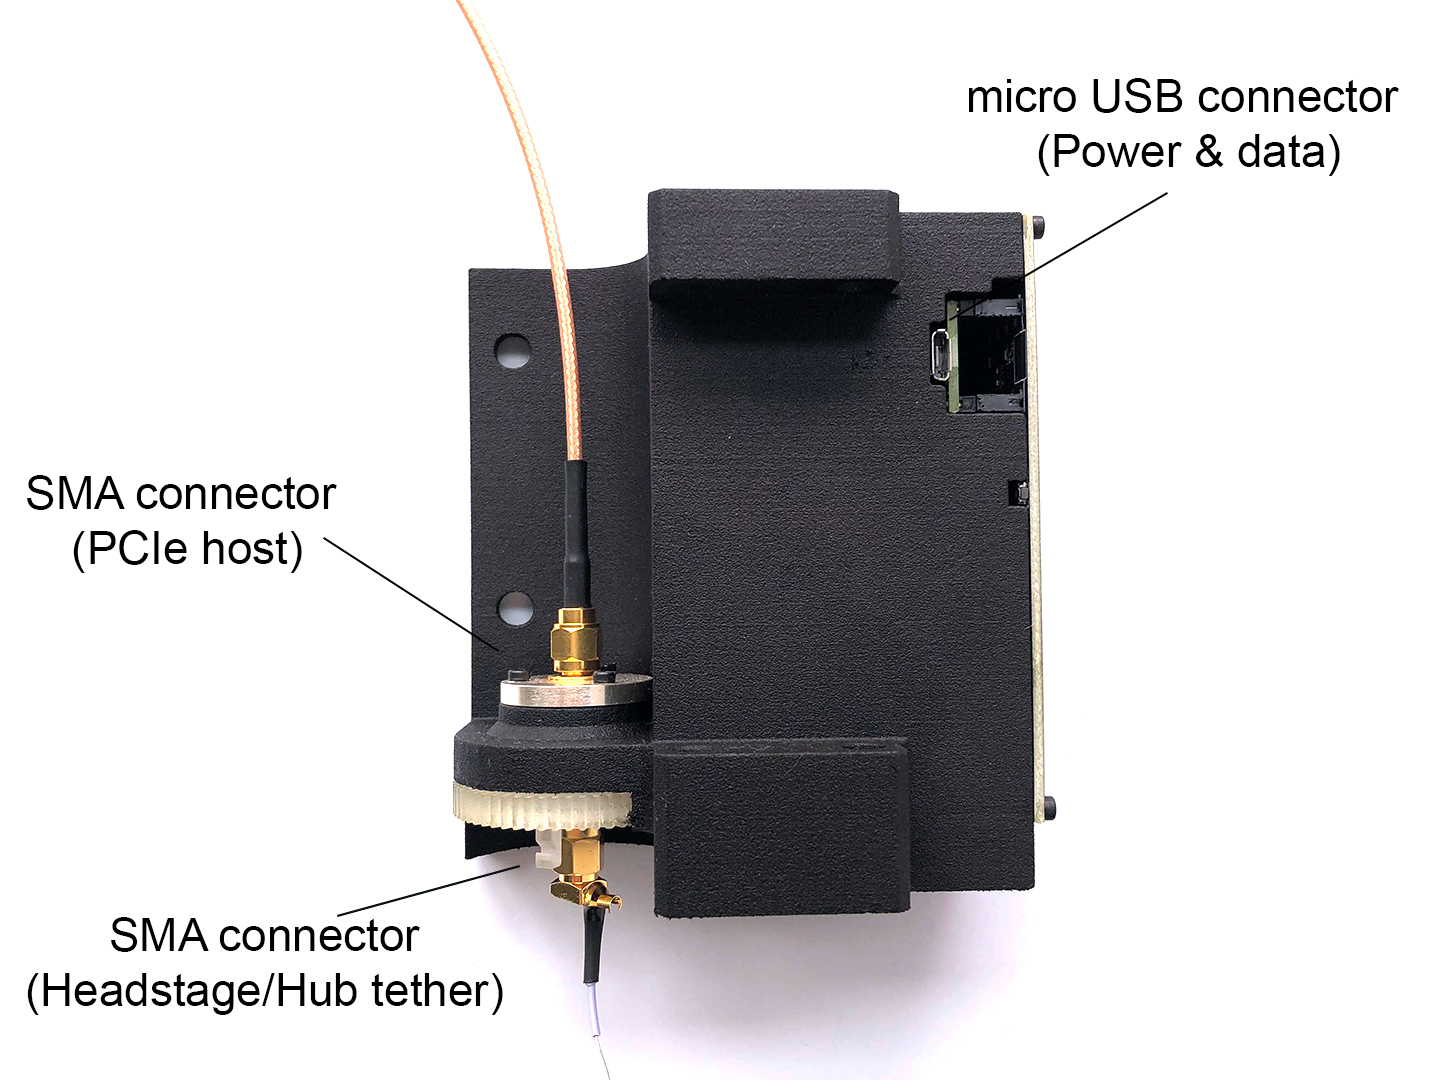 micro USB connector
(Power & data)
SMA connector
(PCIe host)
SMA connector
(Headstage/Hub tether)